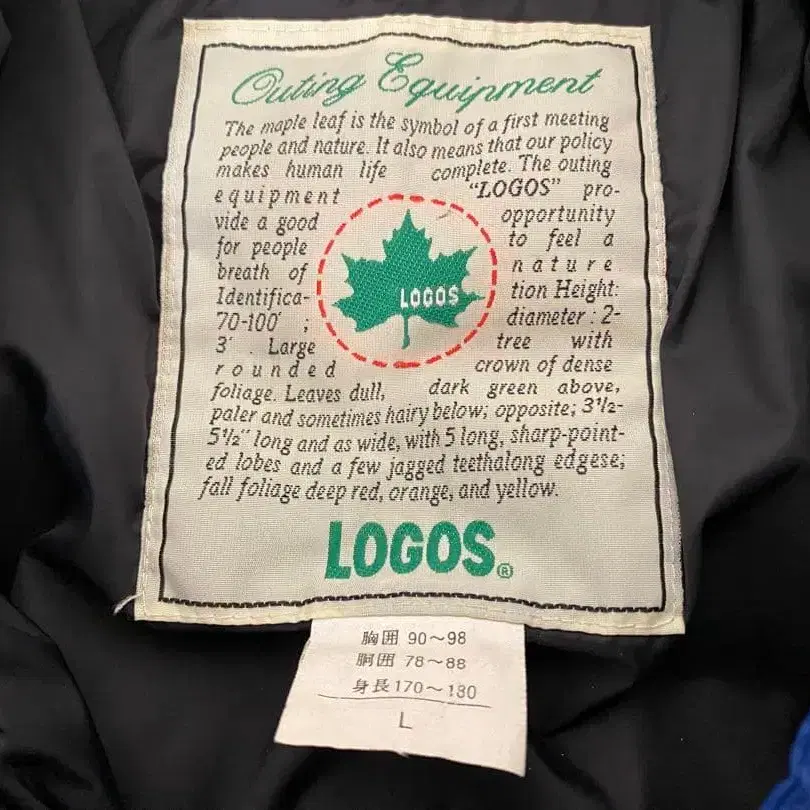 Outing Equipment
The maple leaf is the symbol of a first meeting
people and nature. It also means that our policy
makes human life complete. The outing
equipment "LOGOS" pro-
vide a good opportunity
for people to feel a
breath of nature
Identifica- tion Height:
70-100' ; diameter : 2-
3' . Large tree with
rounded crown of dense
foliage. Leaves dull, dark green above,
paler and sometimes hairy below; opposite; 3½-
5½" long and as wide, with 5 long, sharp-point-
ed lobes and a few jagged teethalong edgese;
fall foliage deep red, orange, and yellow.
LOGOS
LOGOS®
胸囲 90～98
胴囲 78～88
身長 170～180
L